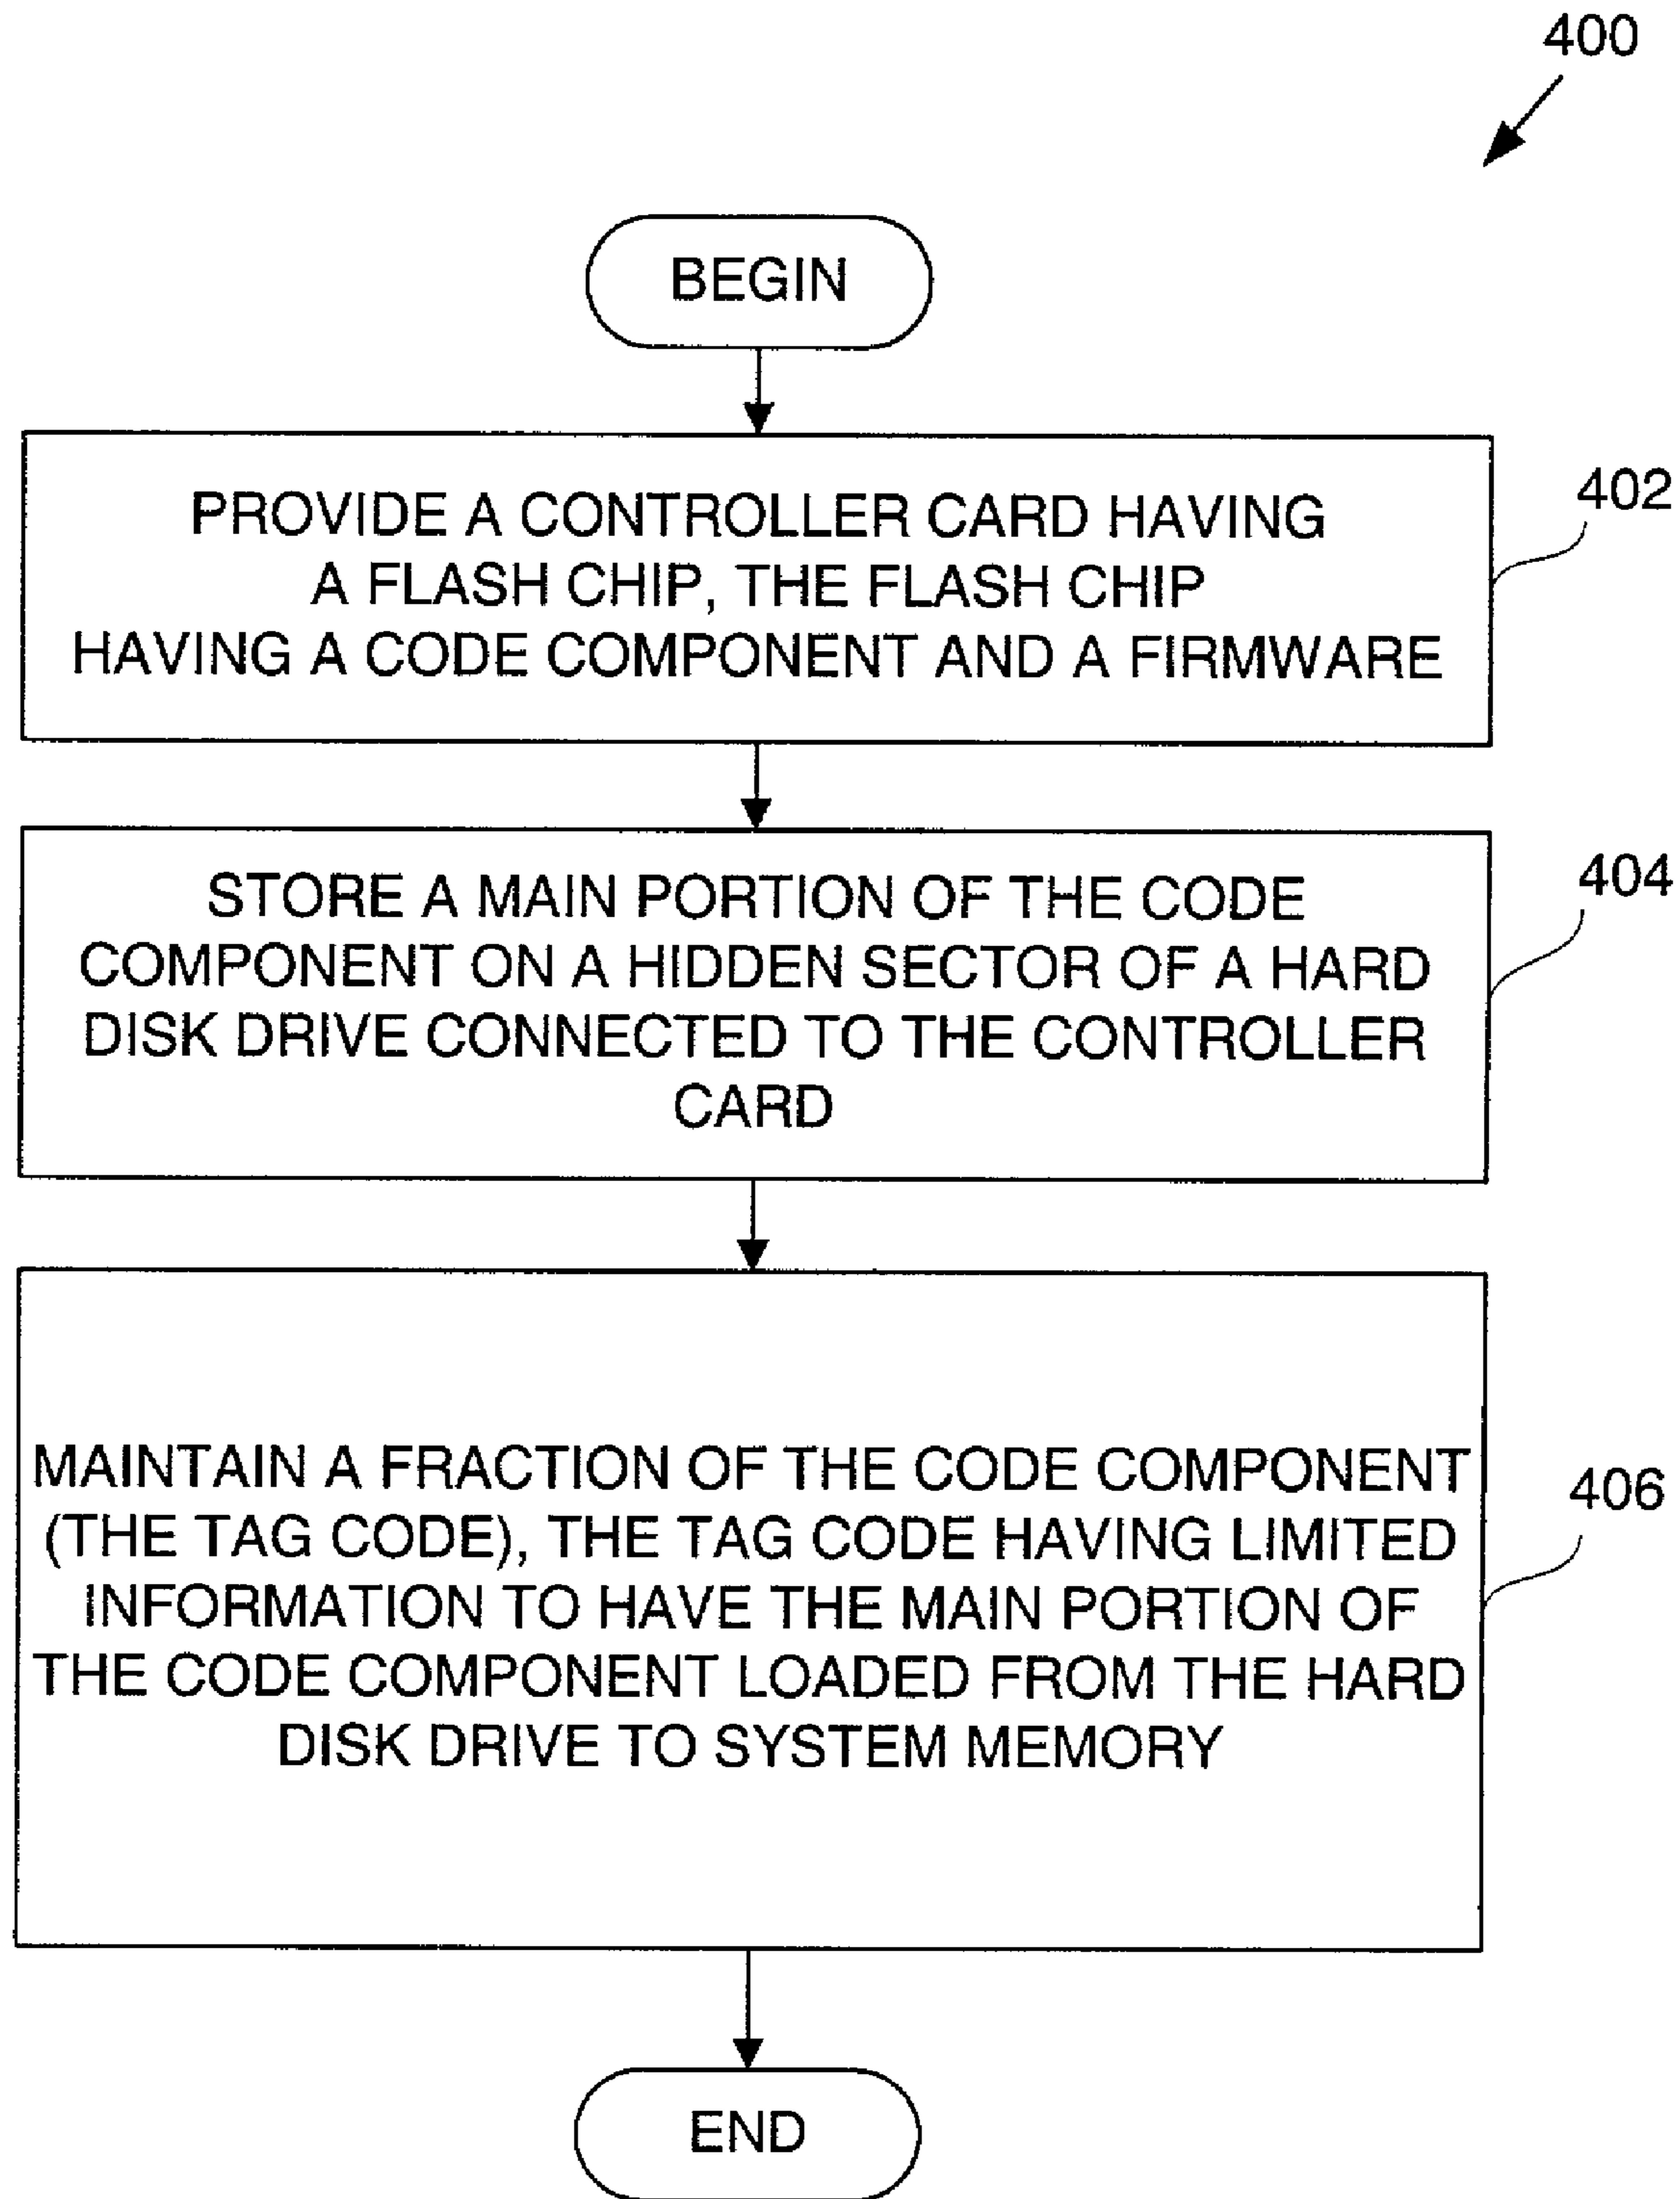 400
BEGIN
PROVIDE A CONTROLLER CARD HAVING
A FLASH CHIP, THE FLASH CHIP
HAVING A CODE COMPONENT AND A FIRMWARE
402
STORE A MAIN PORTION OF THE CODE
COMPONENT ON A HIDDEN SECTOR OF A HARD
DISK DRIVE CONNECTED TO THE CONTROLLER
CARD
404
MAINTAIN A FRACTION OF THE CODE COMPONENT
(THE TAG CODE), THE TAG CODE HAVING LIMITED
INFORMATION TO HAVE THE MAIN PORTION OF
THE CODE COMPONENT LOADED FROM THE HARD
DISK DRIVE TO SYSTEM MEMORY
406
END